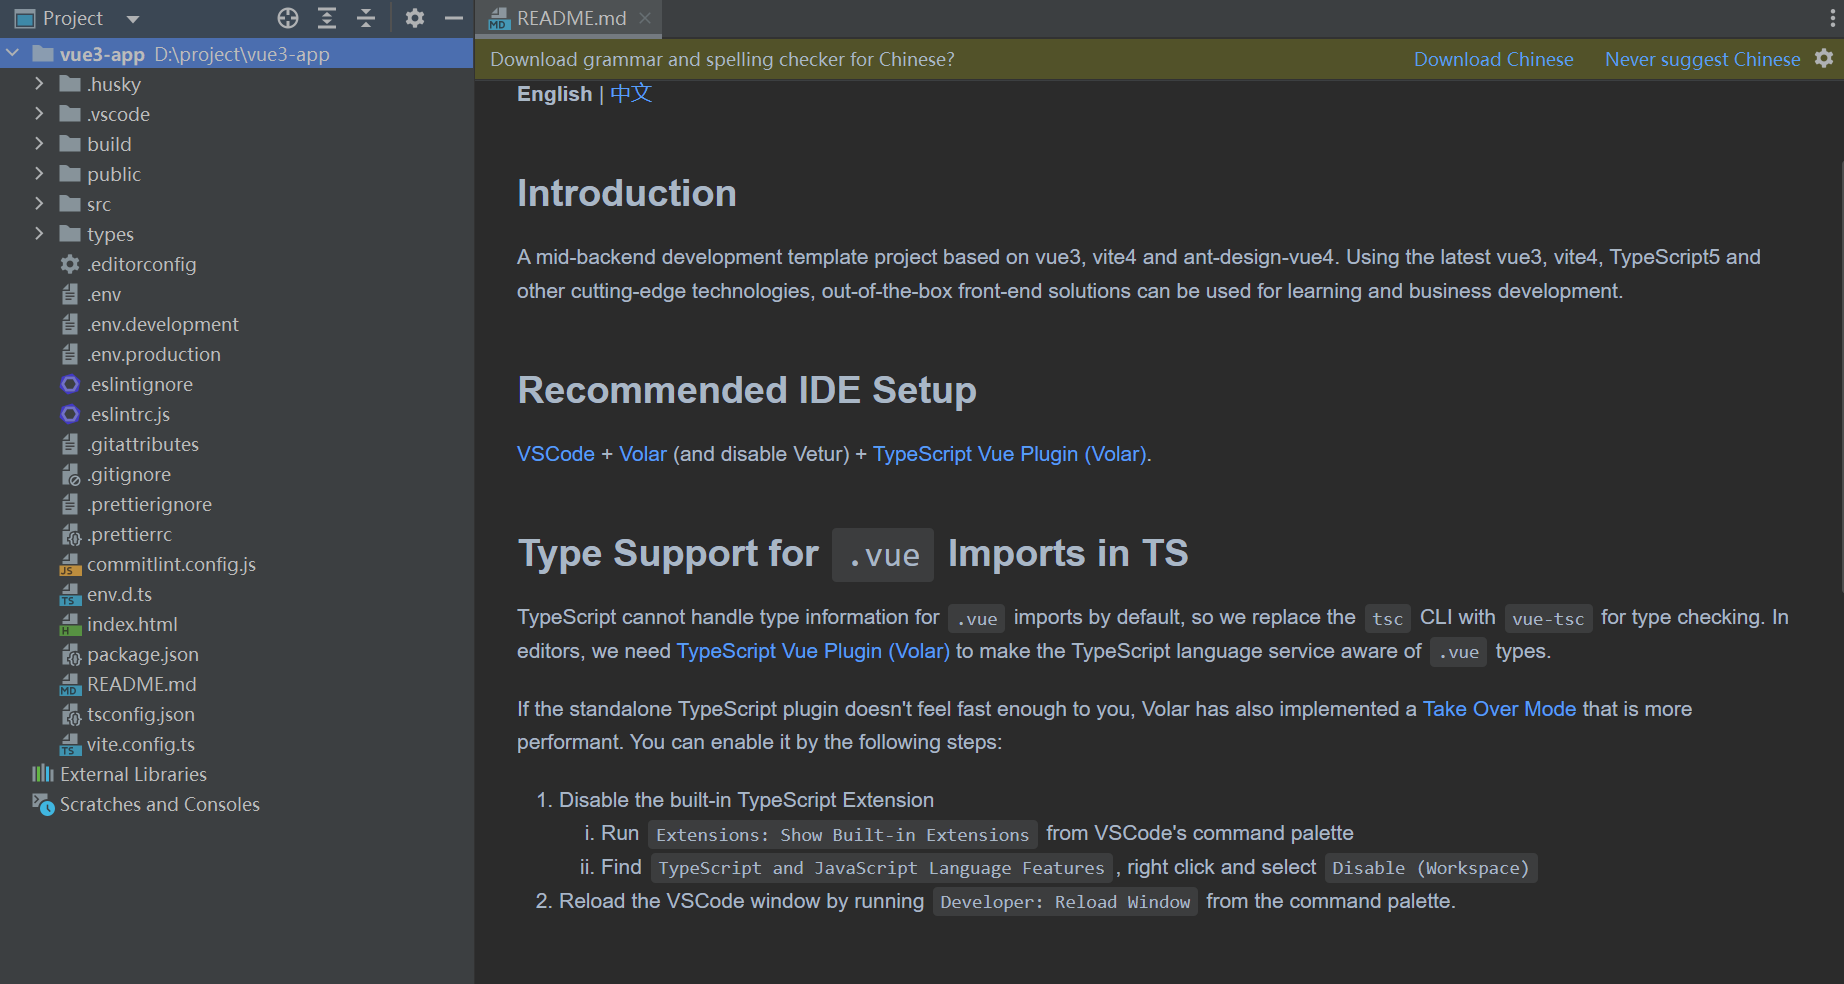 Project
vue3-app D:\project\vue3-app
.husky
.vscode
build
public
src
types
.editorconfig
.env
.env.development
.env.production
.eslintignore
.eslintrc.js
.gitattributes
.gitignore
.prettierignore
.prettierrc
commitlint.config.js
env.d.ts
index.html
package.json
README.md
tsconfig.json
vite.config.ts
External Libraries
Scratches and Consoles
README.md
Download grammar and spelling checker for Chinese? Download Chinese Never suggest Chinese
English | 中文
Introduction
A mid-backend development template project based on vue3, vite4 and ant-design-vue4. Using the latest vue3, vite4, TypeScript5 and
other cutting-edge technologies, out-of-the-box front-end solutions can be used for learning and business development.
Recommended IDE Setup
VSCode + Volar (and disable Vetur) + TypeScript Vue Plugin (Volar).
Type Support for .vue Imports in TS
TypeScript cannot handle type information for .vue imports by default, so we replace the tsc CLI with vue-tsc for type checking. In
editors, we need TypeScript Vue Plugin (Volar) to make the TypeScript language service aware of .vue types.
If the standalone TypeScript plugin doesn't feel fast enough to you, Volar has also implemented a Take Over Mode that is more
performant. You can enable it by the following steps:
1. Disable the built-in TypeScript Extension
i. Run Extensions: Show Built-in Extensions from VSCode's command palette
ii. Find TypeScript and JavaScript Language Features, right click and select Disable (Workspace)
2. Reload the VSCode window by running Developer: Reload Window from the command palette.